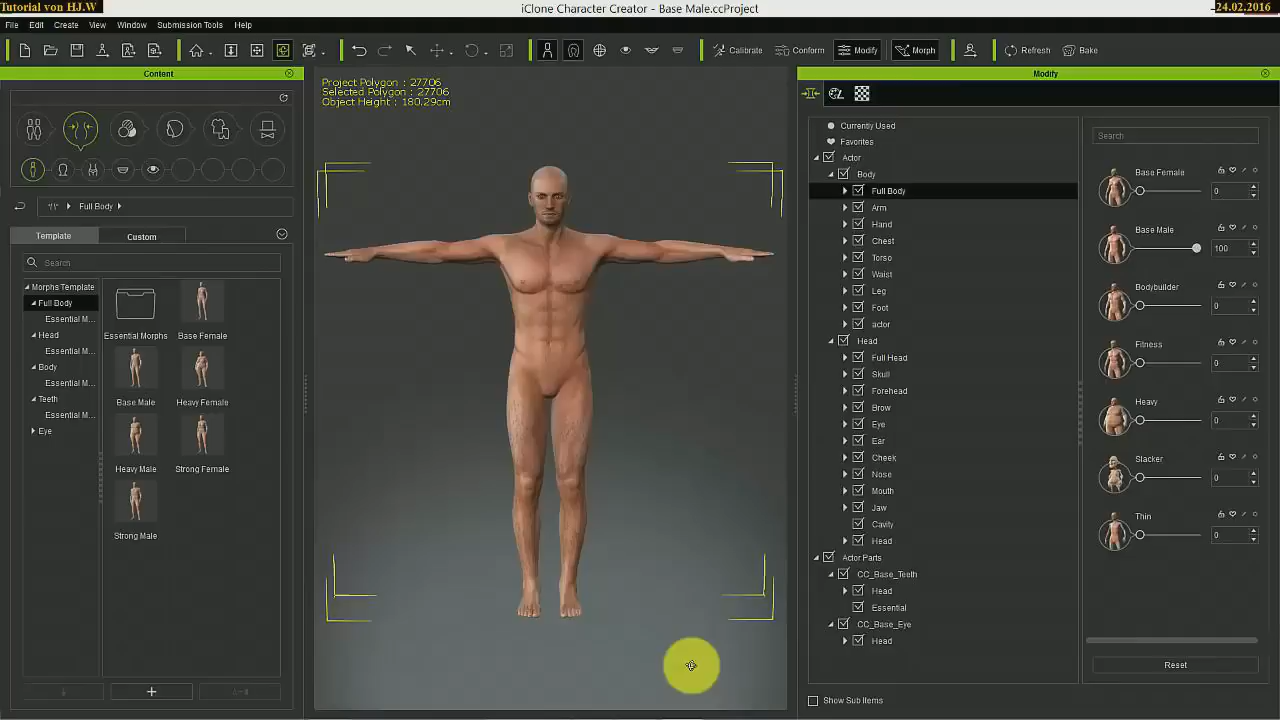 Tutorial von HJ.W
iClone Character Creator - Base Male.ccProject
-24.02.2016
File Edit Create View Window Submission Tools Help
Calibrate Conform Modify Morph Refresh Bake
Content
Full Body
Template Custom
Search
Morphs Template
Full Body
Essential M...
Head
Essential M...
Body
Essential M...
Teeth
Essential M...
Eye
Essential Morphs Base Female
Base Male Heavy Female
Heavy Male Strong Female
Strong Male
Project Polygon : 27706
Selected Polygon : 27706
Object Height : 180.29cm
Modify
Currently Used
Favorites
Actor
Body
Full Body
Arm
Hand
Chest
Torso
Waist
Leg
Foot
actor
Head
Full Head
Skull
Forehead
Brow
Eye
Ear
Cheek
Nose
Mouth
Jaw
Cavity
Head
Actor Parts
CC_Base_Teeth
Head
Essential
CC_Base_Eye
Head
Show Sub Items
Search
Base Female
0
Base Male
100
Bodybuilder
0
Fitness
0
Heavy
0
Slacker
0
Thin
0
Reset